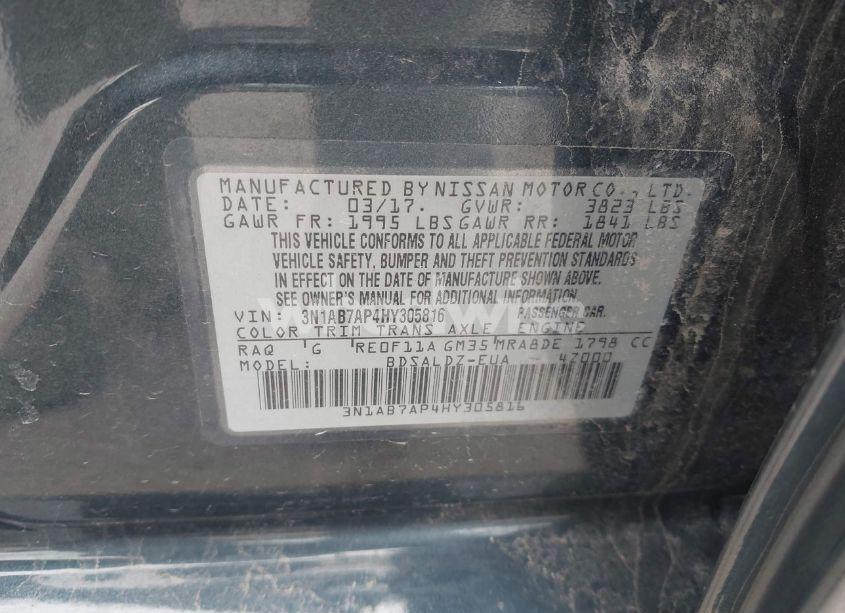 MANUFACTURED BY NISSAN MOTOR CO., LTD.
DATE: 03/17. GVWR: 3823 LBS
GAWR FR: 1995 LBS GAWR RR: 1841 LBS
THIS VEHICLE CONFORMS TO ALL APPLICABLE FEDERAL MOTOR
VEHICLE SAFETY, BUMPER AND THEFT PREVENTION STANDARDS
IN EFFECT ON THE DATE OF MANUFACTURE SHOWN ABOVE.
SEE OWNER'S MANUAL FOR ADDITIONAL INFORMATION.
VIN: 3N1AB7AP4HY305816 PASSENGER CAR.
COLOR TRIM TRANS AXLE ENGINE
RAQ G RE0F11A GM35 MRA8DE 1798 CC
MODEL: BDSALDZ-EUA - 42000
3N1AB7AP4HY305816